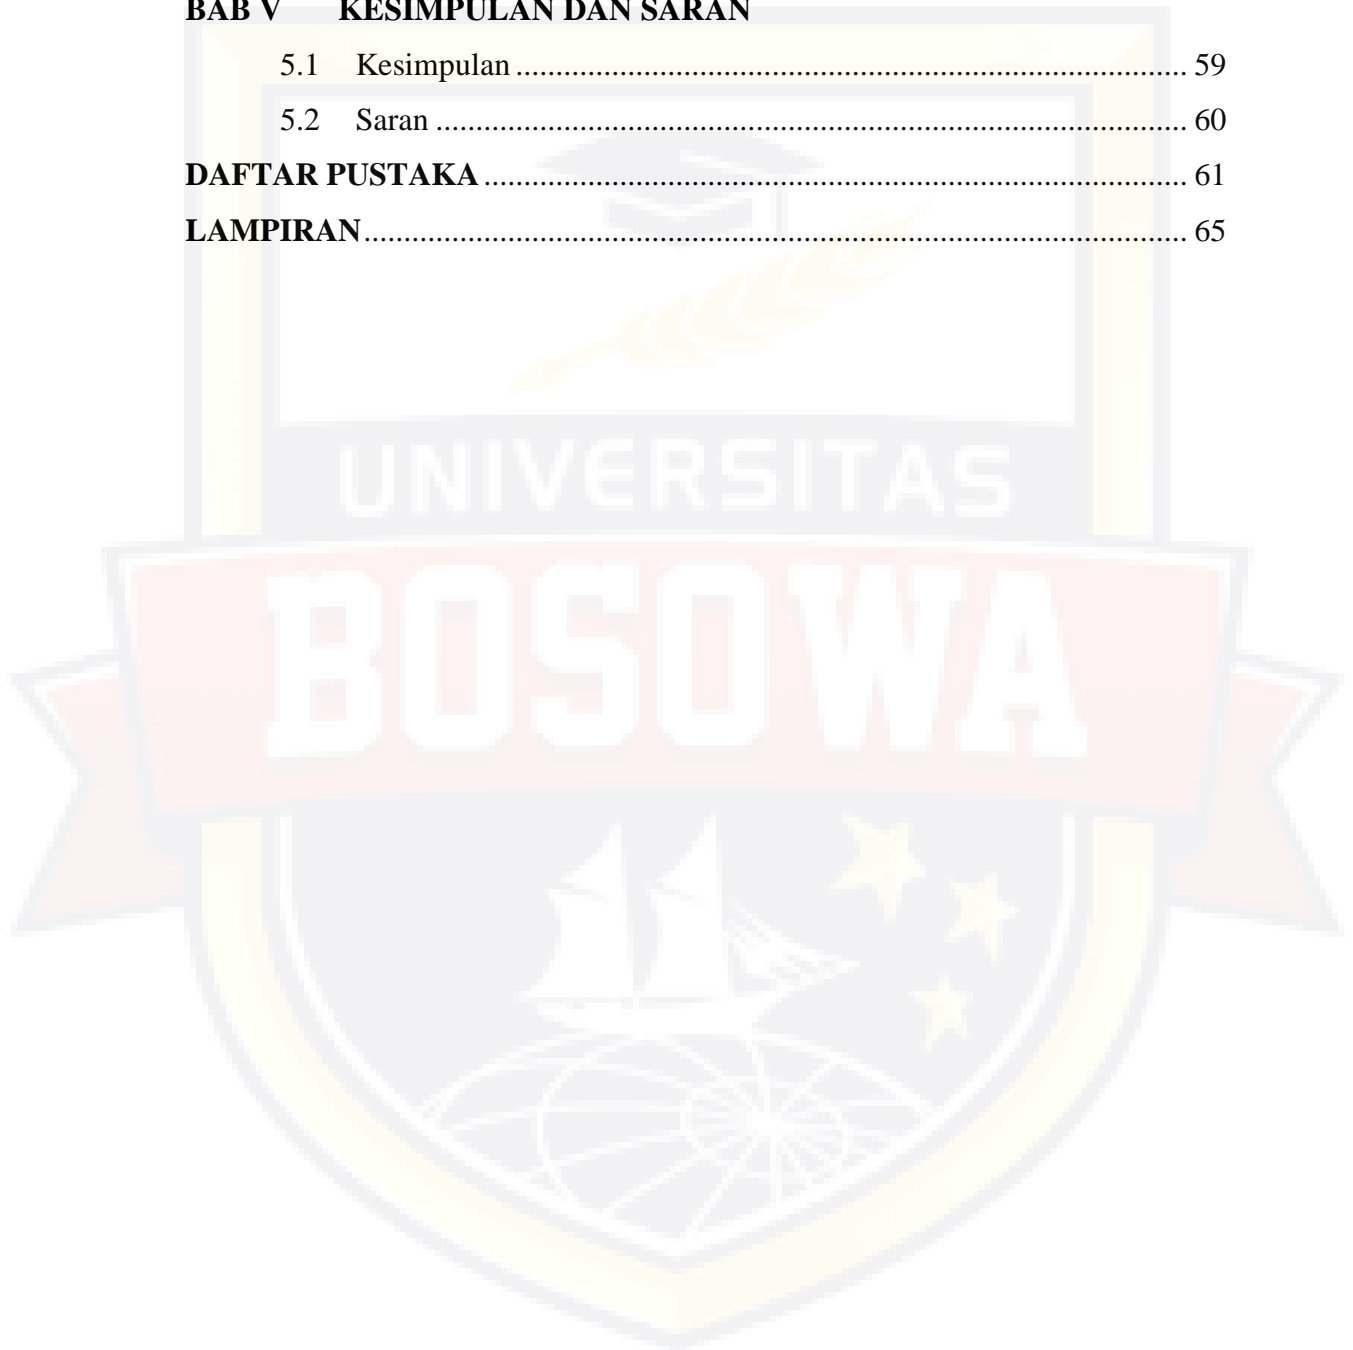 BAB V KESIMPULAN DAN SARAN
5.1 Kesimpulan ........................................................................................ 59
5.2 Saran .................................................................................................. 60
DAFTAR PUSTAKA ............................................................................................ 61
LAMPIRAN ........................................................................................................... 65
UNIVERSITAS
BOSOWA